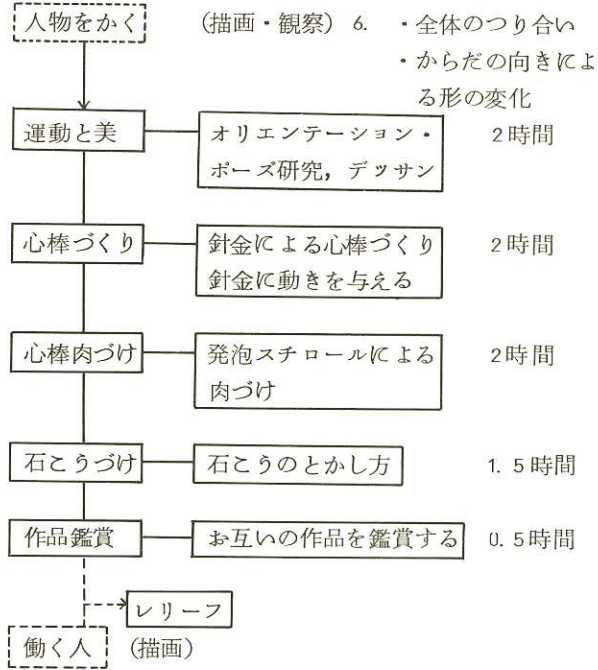 人物をかく (描画・観察) 6. ・全体のつり合い
・からだの向きによ
る形の変化
運動と美 オリエンテーション・ 2時間
ポーズ研究,デッサン
心棒づくり 針金による心棒づくり 2時間
針金に動きを与える
心棒肉づけ 発泡スチロールによる 2時間
肉づけ
石こうづけ 石こうのとかし方 1.5時間
作品鑑賞 お互いの作品を鑑賞する 0.5時間
レリーフ
働く人 (描画)